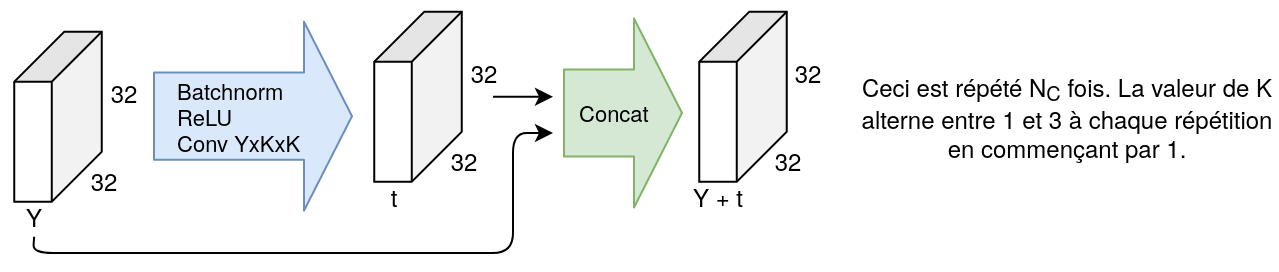 32
32
Y
Batchnorm
ReLU
Conv YxKxK
32
32
t
Concat
32
32
Y + t
Ceci est répété NC fois. La valeur de K
alterne entre 1 et 3 à chaque répétition
en commençant par 1.